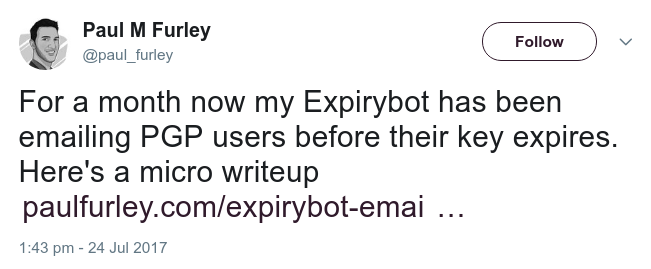 Paul M Furley
@paul_furley
Follow
For a month now my Expirybot has been
emailing PGP users before their key expires.
Here's a micro writeup
paulfurley.com/expirybot-emai …
1:43 pm - 24 Jul 2017